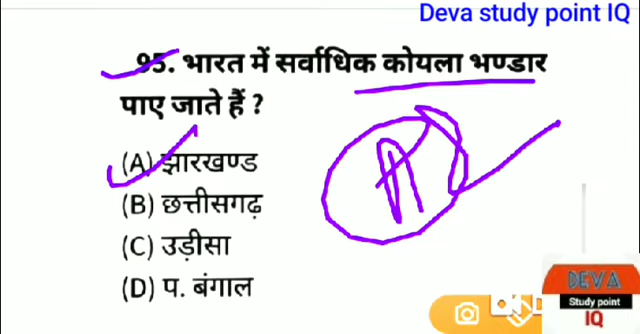 Deva study point IQ
95. भारत में सर्वाधिक कोयला भण्डार
पाए जाते हैं ?
A
(A) झारखण्ड
(B) छत्तीसगढ़
(C) उड़ीसा
(D) प. बंगाल
DEVA
Study point
IQ